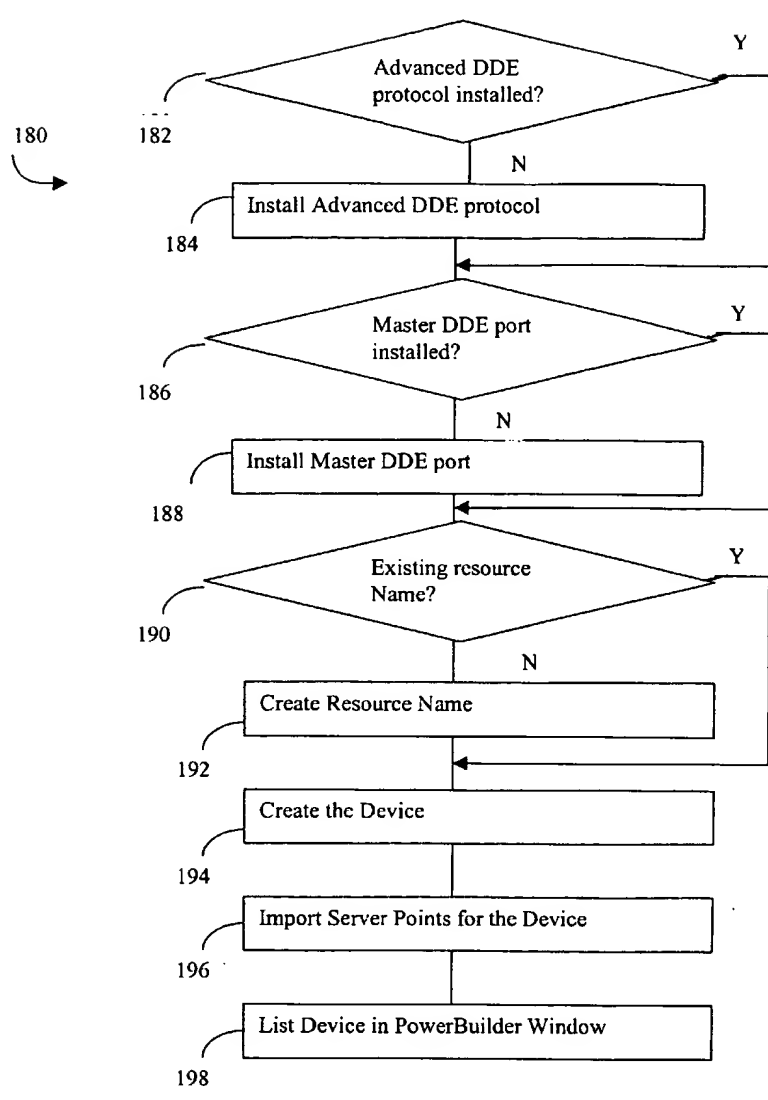 Y
Advanced DDE
protocol installed?
180
182
N
Install Advanced DDE protocol
184
Y
Master DDE port
installed?
186
N
Install Master DDE port
188
Y
Existing resource
Name?
190
N
Create Resource Name
192
Create the Device
194
Import Server Points for the Device
196
List Device in PowerBuilder Window
198